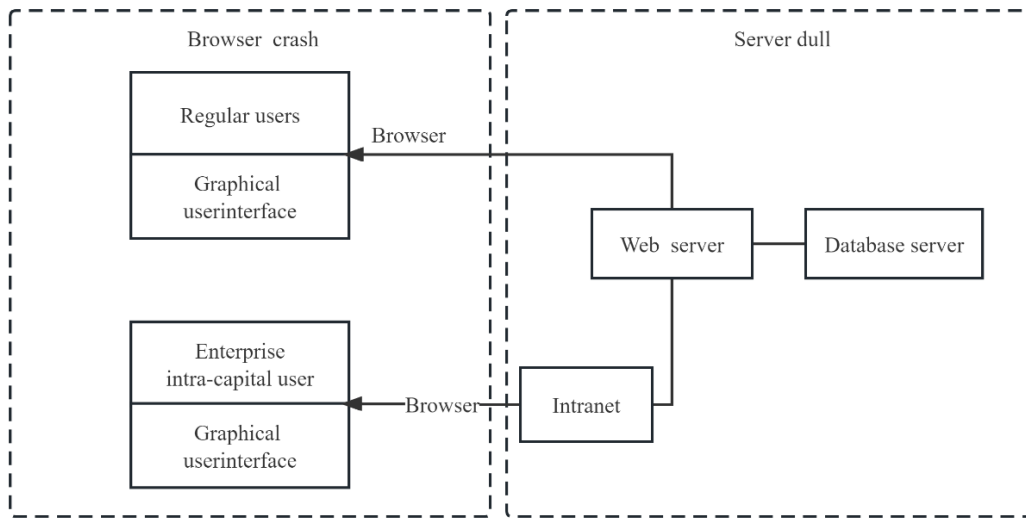 Browser crash
Regular users
Graphical
userinterface
Enterprise
intra-capital user
Graphical
userinterface
Browser
Browser
Server dull
Web server
Database server
Intranet